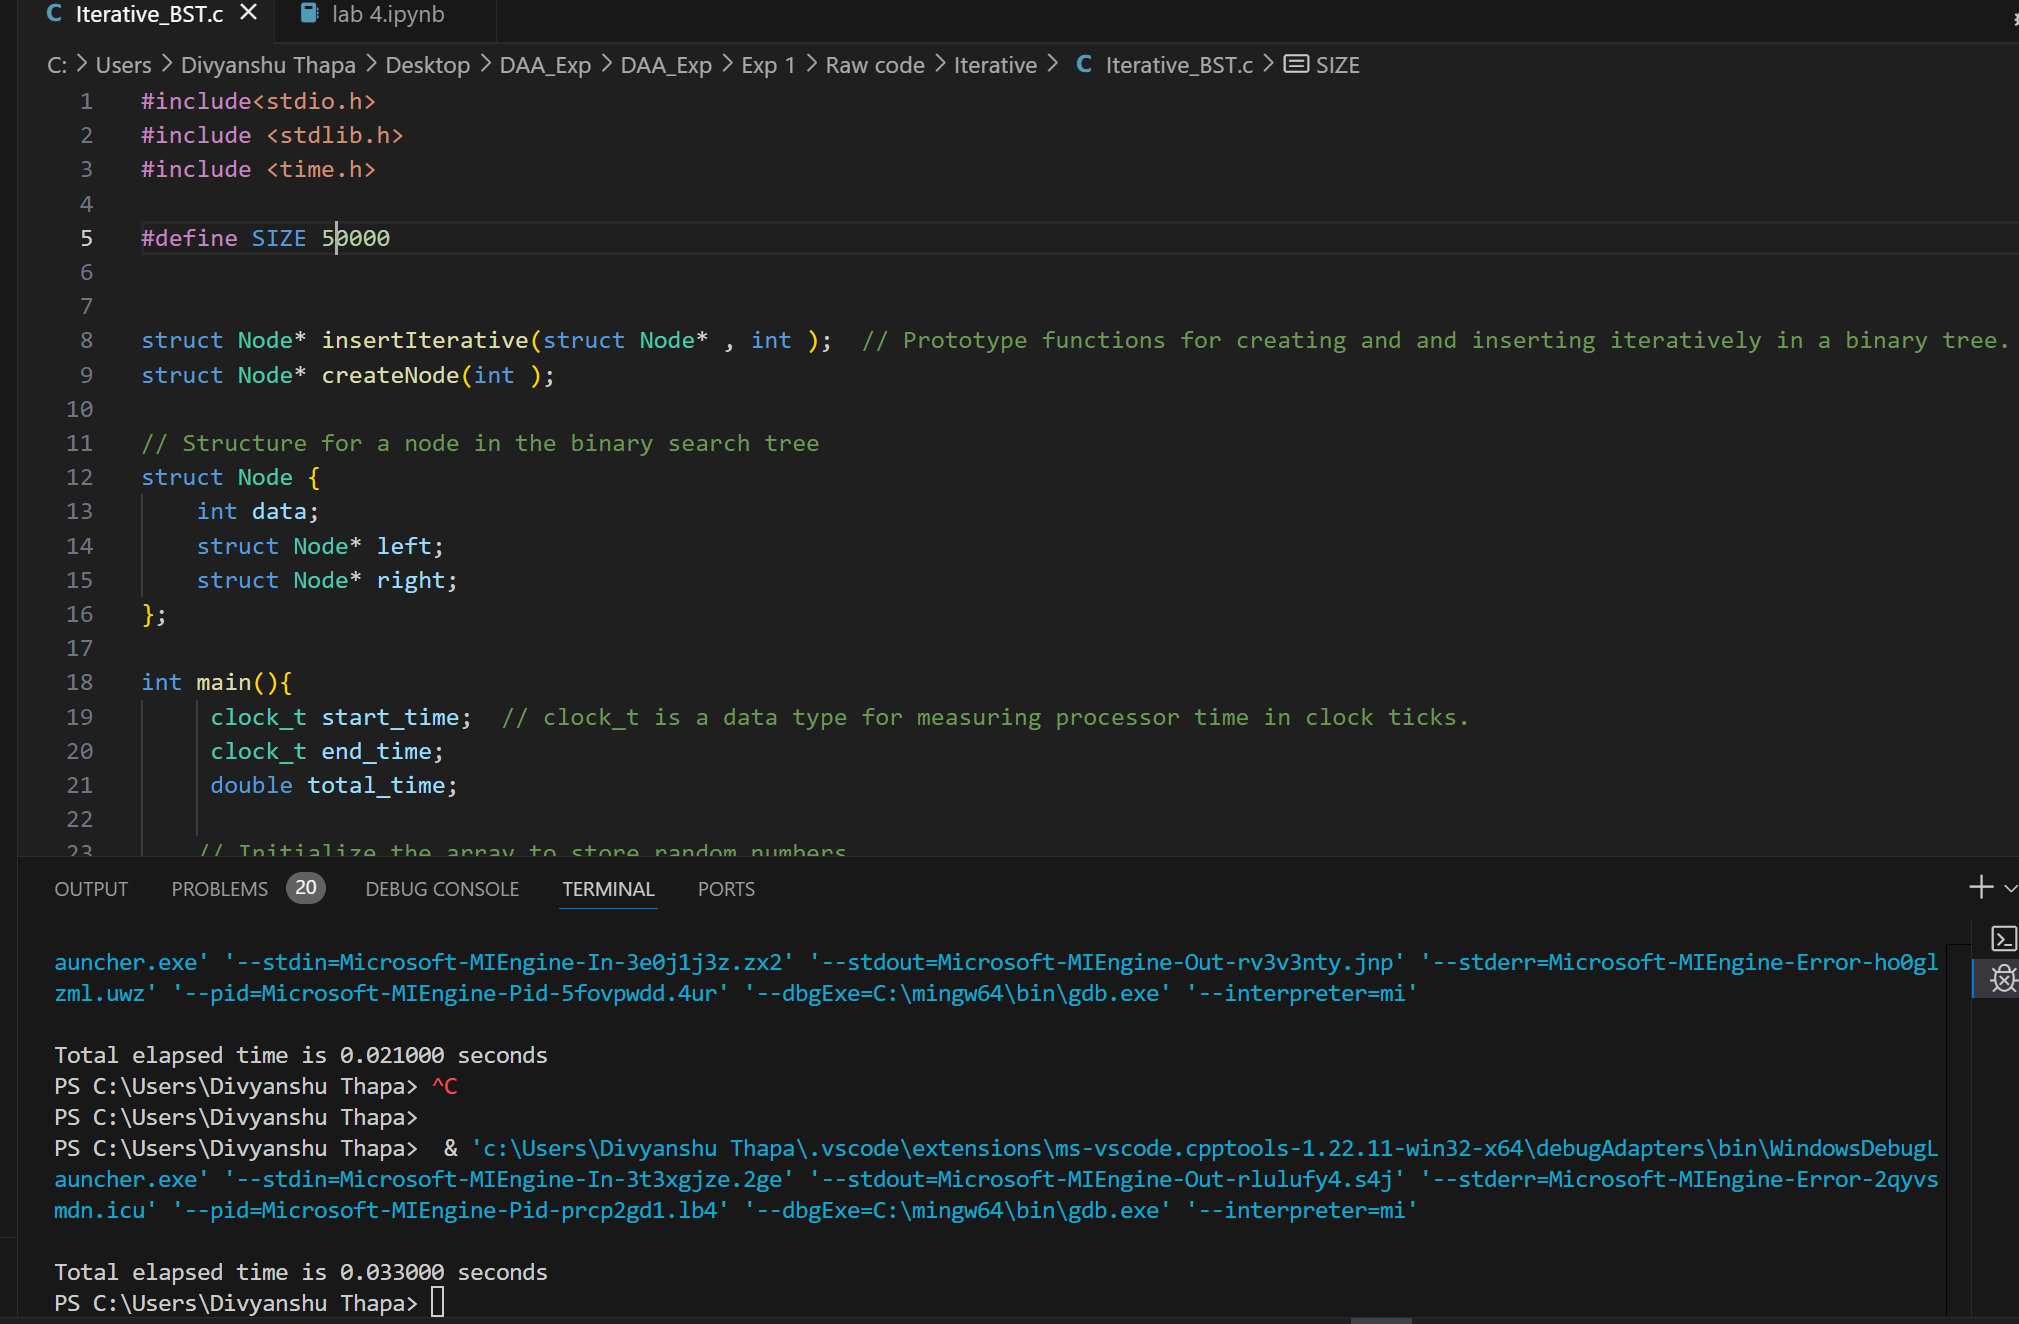 C Iterative_BST.c × lab 4.ipynb
C: > Users > Divyanshu Thapa > Desktop > DAA_Exp > DAA_Exp > Exp 1 > Raw code > Iterative > C Iterative_BST.c > SIZE
1 #include<stdio.h>
2 #include <stdlib.h>
3 #include <time.h>
4
5 #define SIZE 50000
6
7
8 struct Node* insertIterative(struct Node* , int );  // Prototype functions for creating and and inserting iteratively in a binary tree.
9 struct Node* createNode(int );
10
11 // Structure for a node in the binary search tree
12 struct Node {
13     int data;
14     struct Node* left;
15     struct Node* right;
16 };
17
18 int main(){
19      clock_t start_time;  // clock_t is a data type for measuring processor time in clock ticks.
20      clock_t end_time;
21      double total_time;
22
23     // Initialize the array to store random numbers
OUTPUT PROBLEMS 20 DEBUG CONSOLE TERMINAL PORTS
auncher.exe' '--stdin=Microsoft-MIEngine-In-3e0j1j3z.zx2' '--stdout=Microsoft-MIEngine-Out-rv3v3nty.jnp' '--stderr=Microsoft-MIEngine-Error-ho0gl
zml.uwz' '--pid=Microsoft-MIEngine-Pid-5fovpwdd.4ur' '--dbgExe=C:\mingw64\bin\gdb.exe' '--interpreter=mi'
Total elapsed time is 0.021000 seconds
PS C:\Users\Divyanshu Thapa> ^C
PS C:\Users\Divyanshu Thapa>
PS C:\Users\Divyanshu Thapa>  & 'c:\Users\Divyanshu Thapa\.vscode\extensions\ms-vscode.cpptools-1.22.11-win32-x64\debugAdapters\bin\WindowsDebugL
auncher.exe' '--stdin=Microsoft-MIEngine-In-3t3xgjze.2ge' '--stdout=Microsoft-MIEngine-Out-rlulufy4.s4j' '--stderr=Microsoft-MIEngine-Error-2qyvs
mdn.icu' '--pid=Microsoft-MIEngine-Pid-prcp2gd1.lb4' '--dbgExe=C:\mingw64\bin\gdb.exe' '--interpreter=mi'
Total elapsed time is 0.033000 seconds
PS C:\Users\Divyanshu Thapa>